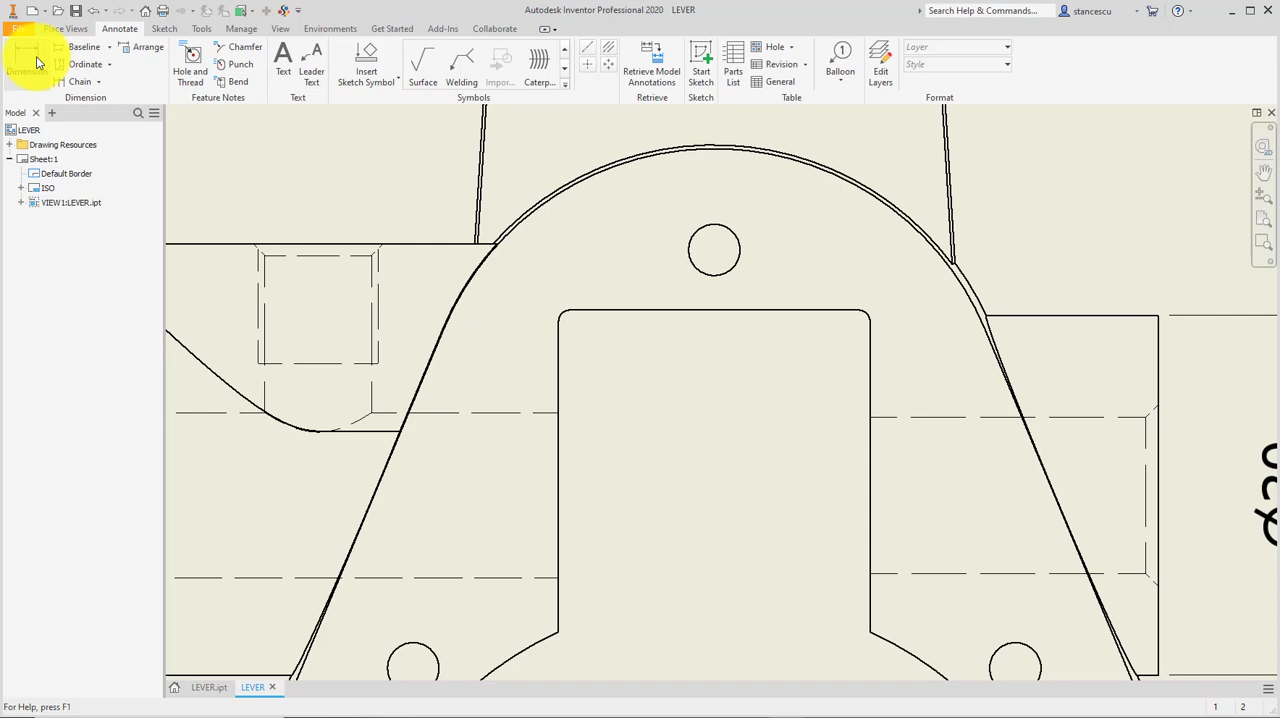 Autodesk Inventor Professional 2020 LEVER
Search Help & Commands...
stancescu
File Place Views Annotate Sketch Tools Manage View Environments Get Started Add-Ins Collaborate
Dimension
Baseline
Ordinate
Chain
Arrange
Dimension
Hole and Thread
Chamfer
Punch
Bend
Feature Notes
Text
Leader Text
Text
Insert Sketch Symbol
Surface
Welding
Impor...
Caterp...
Symbols
Retrieve Model Annotations
Retrieve
Start Sketch
Sketch
Parts List
Hole
Revision
General
Table
Balloon
Edit Layers
Layer
Style
Format
Model
LEVER
Drawing Resources
Sheet:1
Default Border
ISO
VIEW1:LEVER.ipt
LEVER.ipt
LEVER
For Help, press F1
1 2